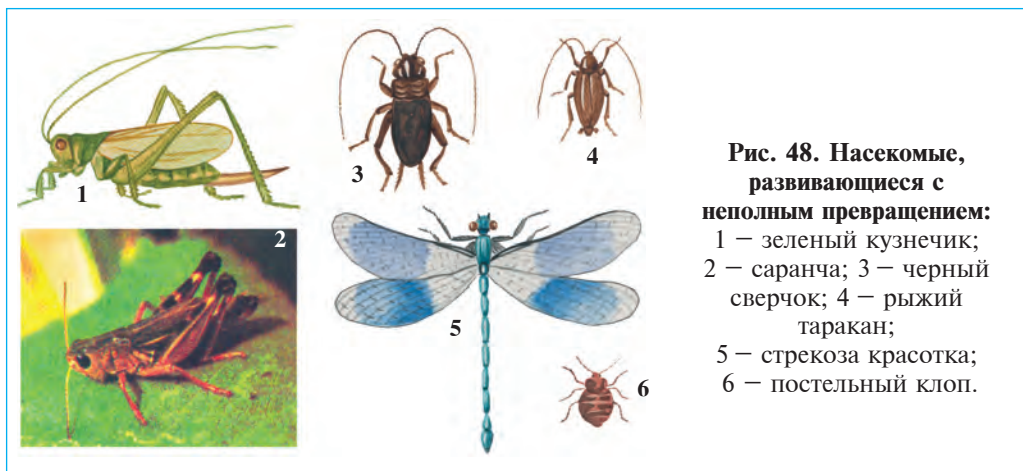 1
2
3
4
5
6
Рис. 48. Насекомые,
развивающиеся с
неполным превращением:
1 – зеленый кузнечик;
2 – саранча; 3 – черный
сверчок; 4 – рыжий
таракан;
5 – стрекоза красотка;
6 – постельный клоп.